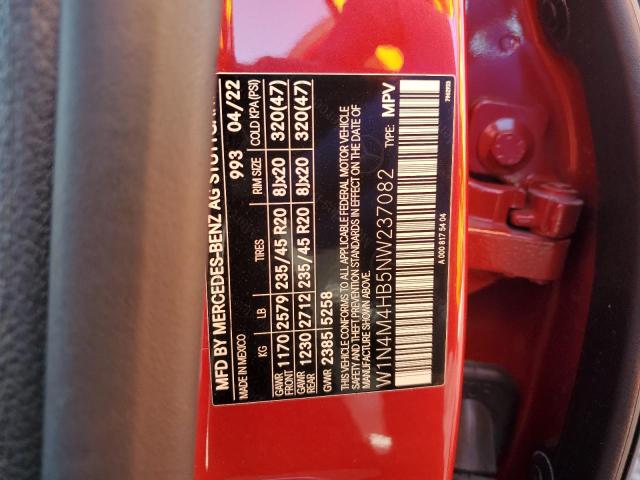 MFD BY MERCEDES-BENZ AG STUTTGART
MADE IN MEXICO 993 04/22
KG LB TIRES RIM SIZE COLD KPA (PSI)
GAWR FRONT 1170 2579 235/45 R20 8Jx20 320(47)
GAWR REAR 1230 2712 235/45 R20 8Jx20 320(47)
GVWR 2385 5258
THIS VEHICLE CONFORMS TO ALL APPLICABLE FEDERAL MOTOR VEHICLE
SAFETY AND THEFT PREVENTION STANDARDS IN EFFECT ON THE DATE OF
MANUFACTURE SHOWN ABOVE. TYPE: MPV
W1N4M4HB5NW237082
A 000 817 54 04